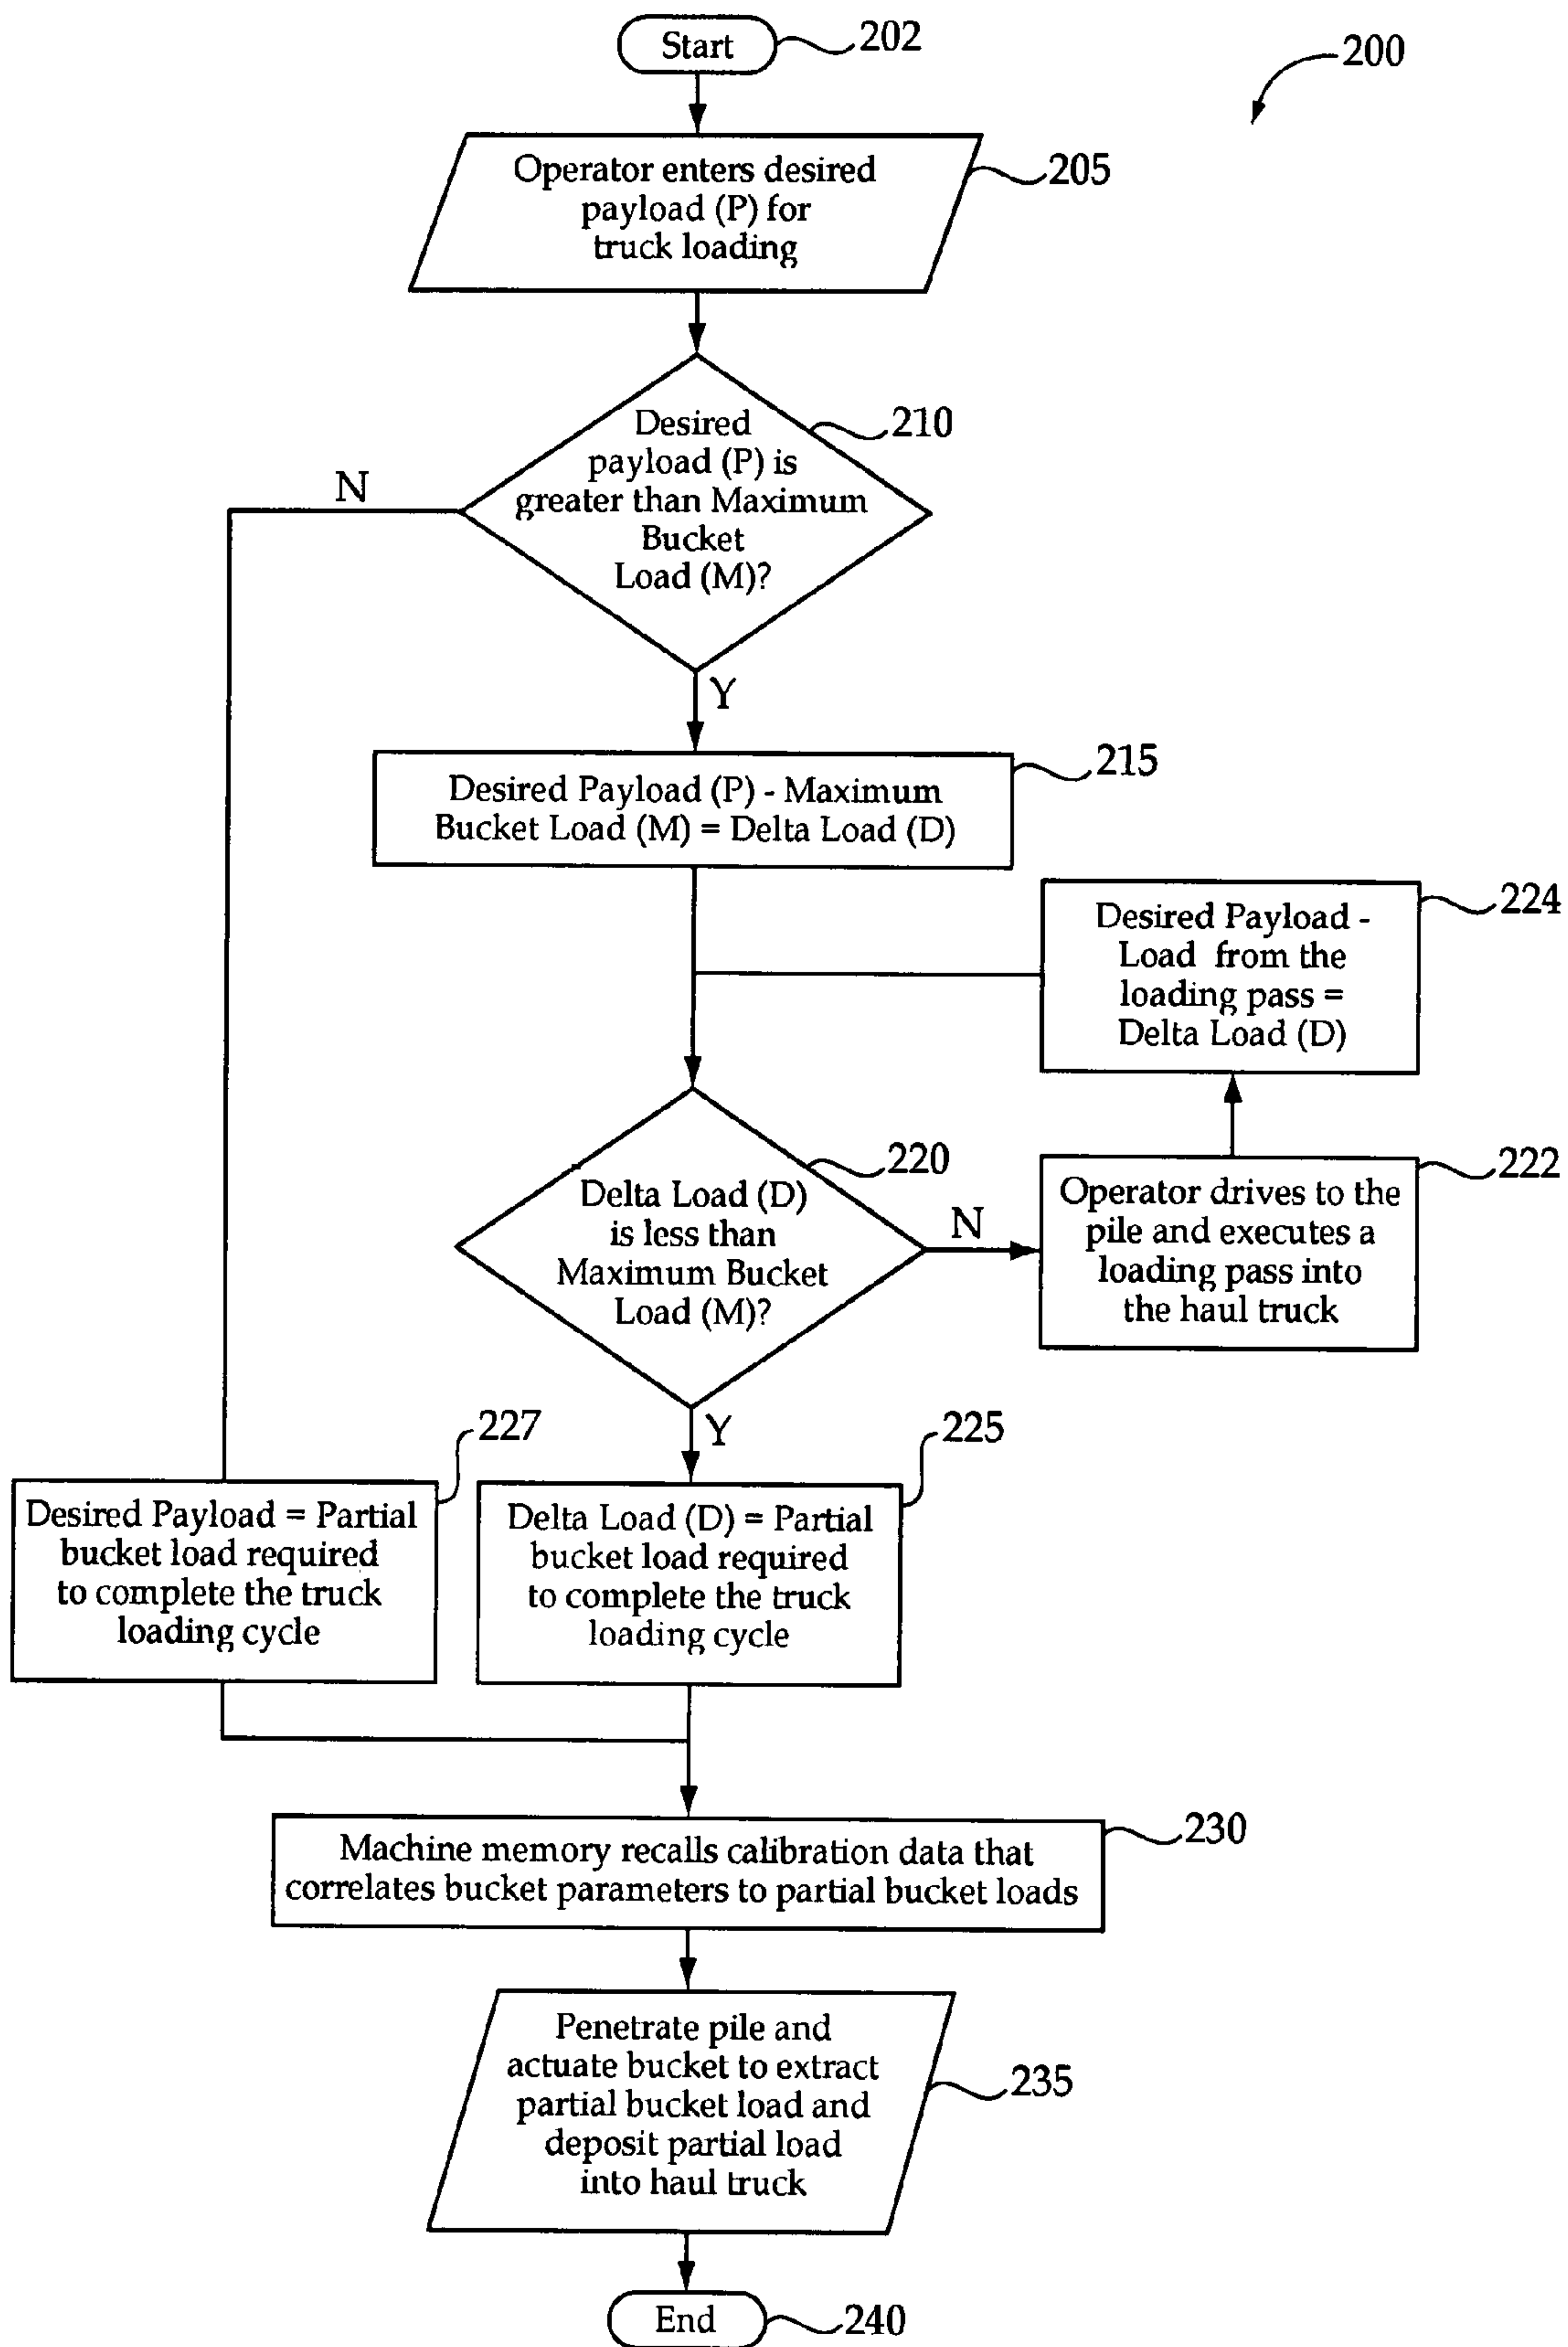 Start
202
200
Operator enters desired
payload (P) for
truck loading
205
Desired
payload (P) is
greater than Maximum
Bucket
Load (M)?
210
N
Y
Desired Payload (P) - Maximum
Bucket Load (M) = Delta Load (D)
215
Desired Payload -
Load from the
loading pass =
Delta Load (D)
224
Delta Load (D)
is less than
Maximum Bucket
Load (M)?
220
N
Operator drives to the
pile and executes a
loading pass into
the haul truck
222
Y
Desired Payload = Partial
bucket load required
to complete the truck
loading cycle
227
Delta Load (D) = Partial
bucket load required
to complete the truck
loading cycle
225
Machine memory recalls calibration data that
correlates bucket parameters to partial bucket loads
230
Penetrate pile and
actuate bucket to extract
partial bucket load and
deposit partial load
into haul truck
235
End
240